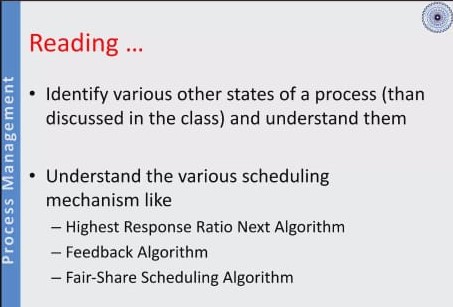 Reading ...
• Identify various other states of a process (than
discussed in the class) and understand them
• Understand the various scheduling
mechanism like
– Highest Response Ratio Next Algorithm
– Feedback Algorithm
– Fair-Share Scheduling Algorithm
Process Management